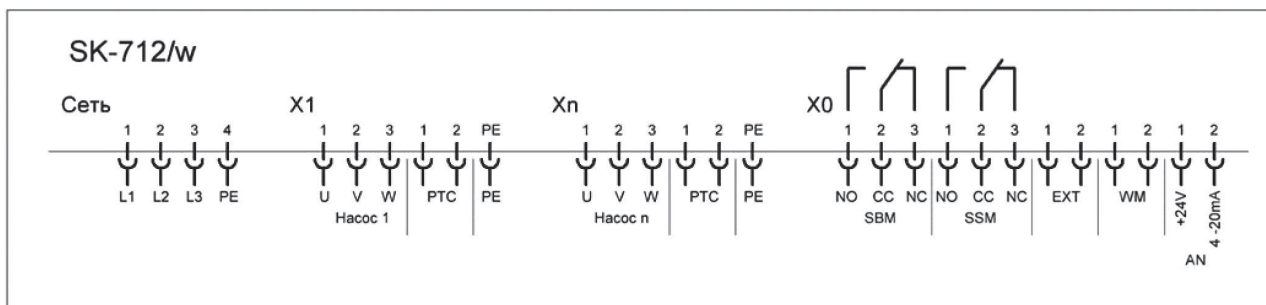 SK-712/w
Сеть X1 Xn X0
1 2 3 4 1 2 3 1 2 PE 1 2 3 1 2 PE 1 2 3 1 2 3 1 2 1 2 1 2
L1 L2 L3 PE U V W PTC PE U V W PTC PE NO CC NC NO CC NC EXT WM +24V 4 -20mA
Насос 1 Насос n SBM SSM
AN